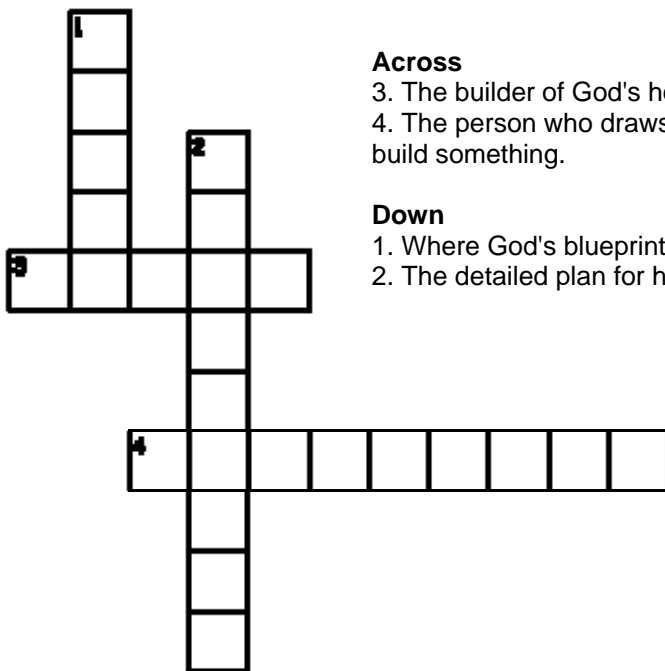 1
2
3
4
Across
3. The builder of God's
4. The person who draws
build something.
Down
1. Where God's blueprint
2. The detailed plan for